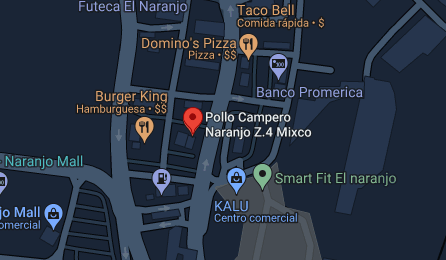 Futeca El Naranjo
Taco Bell
Comida rápida • $
Domino's Pizza
Pizza • $$
Banco Promerica
Burger King
Hamburguesa • $$
Pollo Campero
Naranjo Z.4 Mixco
Naranjo Mall
Smart Fit El naranjo
KALU
Centro comercial
jo Mall
omercial